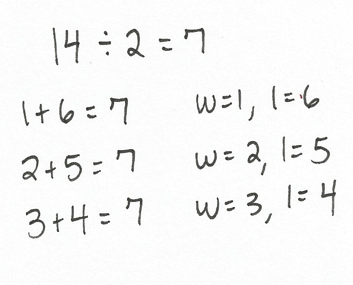 14 ÷ 2 = 7
1+6=7 w=1, l=6
2+5=7 w=2, l=5
3+4=7 w=3, l=4